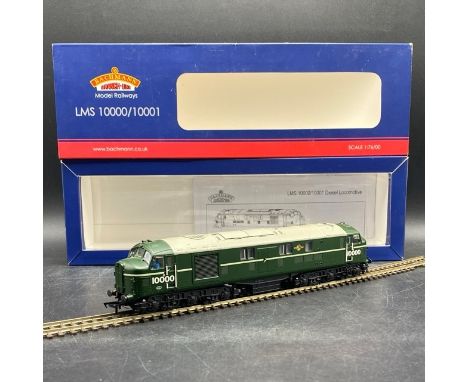 BACHMANN
Model Railways
LMS 10000/10001
www.bachmann.co.uk
SCALE 1:76/OO
LMS 10000/10001 Diesel Locomotive
10000
10000